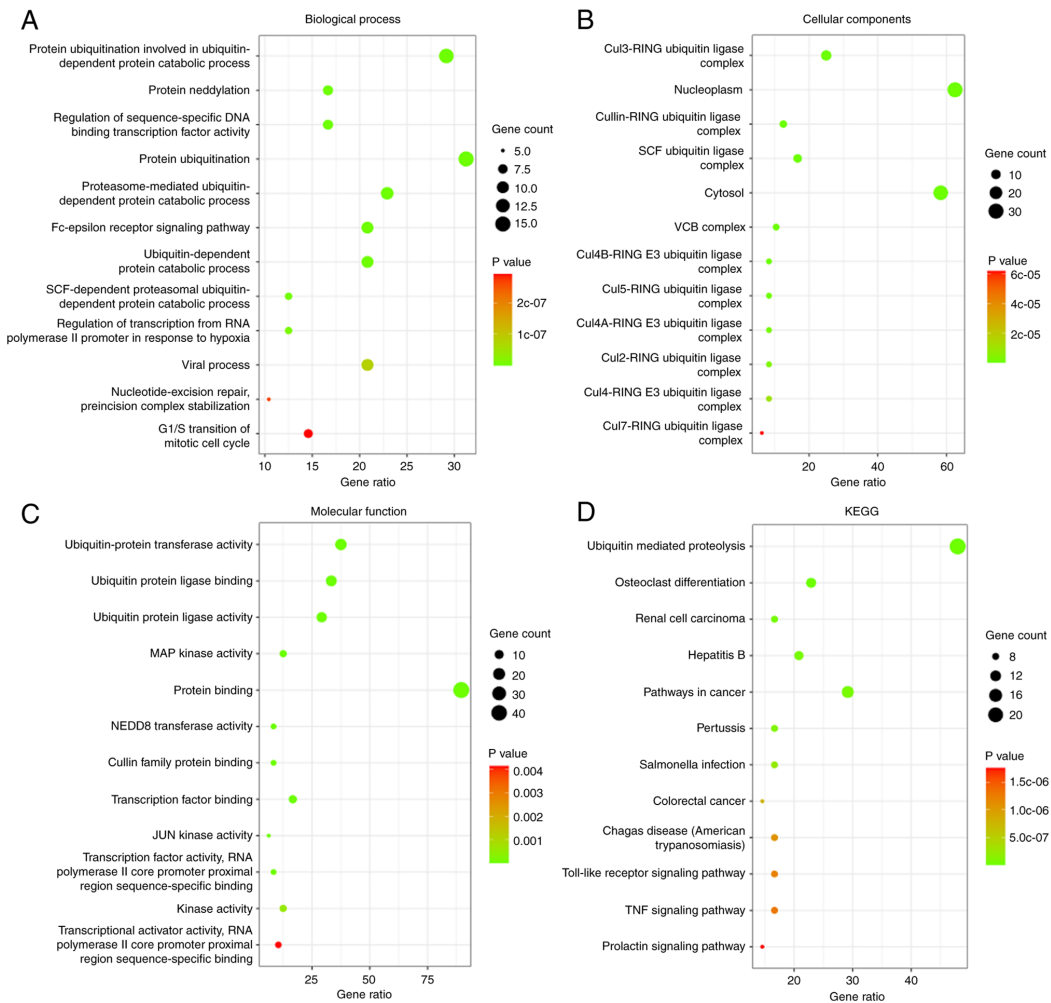 A
Biological process
Protein ubiquitination involved in ubiquitin-
dependent protein catabolic process
Protein neddylation
Regulation of sequence-specific DNA
binding transcription factor activity
Protein ubiquitination
Proteasome-mediated ubiquitin-
dependent protein catabolic process
Fc-epsilon receptor signaling pathway
Ubiquitin-dependent
protein catabolic process
SCF-dependent proteasomal ubiquitin-
dependent protein catabolic process
Regulation of transcription from RNA
polymerase II promoter in response to hypoxia
Viral process
Nucleotide-excision repair,
preincision complex stabilization
G1/S transition of
mitotic cell cycle
10 15 20 25 30
Gene ratio
Gene count
5.0
7.5
10.0
12.5
15.0
P value
2c-07
1c-07
B
Cellular components
Cul3-RING ubiquitin ligase
complex
Nucleoplasm
Cullin-RING ubiquitin ligase
complex
SCF ubiquitin ligase
complex
Cytosol
VCB complex
Cul4B-RING E3 ubiquitin ligase
complex
Cul5-RING ubiquitin ligase
complex
Cul4A-RING E3 ubiquitin ligase
complex
Cul2-RING ubiquitin ligase
complex
Cul4-RING E3 ubiquitin ligase
complex
Cul7-RING ubiquitin ligase
complex
20 40 60
Gene ratio
Gene count
10
20
30
P value
6c-05
4c-05
2c-05
C
Molecular function
Ubiquitin-protein transferase activity
Ubiquitin protein ligase binding
Ubiquitin protein ligase activity
MAP kinase activity
Protein binding
NEDD8 transferase activity
Cullin family protein binding
Transcription factor binding
JUN kinase activity
Transcription factor activity, RNA
polymerase II core promoter proximal
region sequence-specific binding
Kinase activity
Transcriptional activator activity, RNA
polymerase II core promoter proximal
region sequence-specific binding
25 50 75
Gene ratio
Gene count
10
20
30
40
P value
0.004
0.003
0.002
0.001
D
KEGG
Ubiquitin mediated proteolysis
Osteoclast differentiation
Renal cell carcinoma
Hepatitis B
Pathways in cancer
Pertussis
Salmonella infection
Colorectal cancer
Chagas disease (American
trypanosomiasis)
Toll-like receptor signaling pathway
TNF signaling pathway
Prolactin signaling pathway
20 30 40
Gene ratio
Gene count
8
12
16
20
P value
1.5c-06
1.0c-06
5.0c-07